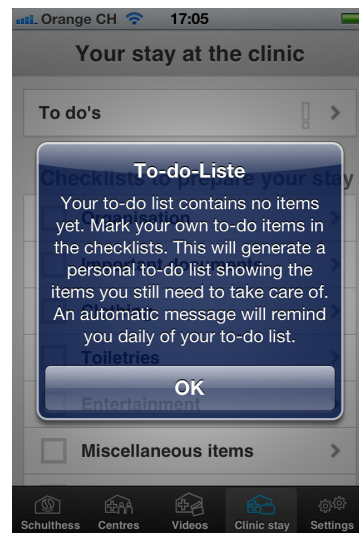 Orange CH 17:05
Your stay at the clinic
To do's
Checklists to prepare your stay
To-do-Liste
Your to-do list contains no items
yet. Mark your own to-do items in
the checklists. This will generate a
personal to-do list showing the
items you still need to take care of.
An automatic message will remind
you daily of your to-do list.
OK
Organisation
Important documents
Clothing
Toiletries
Entertainment
Miscellaneous items
Schulthess Centres Videos Clinic stay Settings